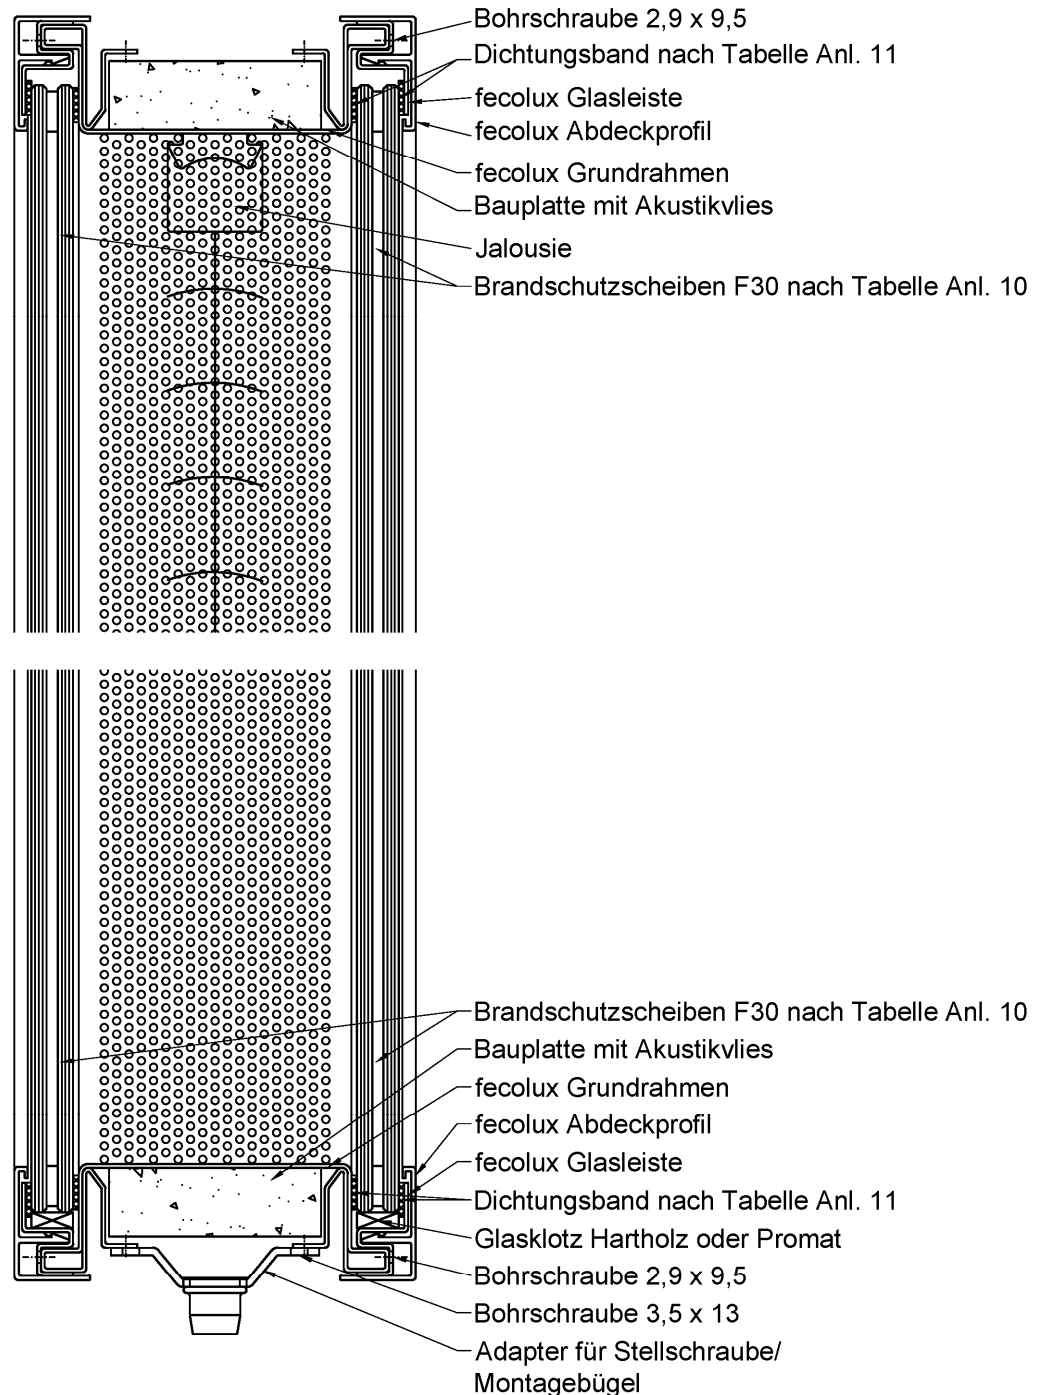 Bohrschraube 2,9 x 9,5
Dichtungsband nach Tabelle Anl. 11
fecolux Glasleiste
fecolux Abdeckprofil
fecolux Grundrahmen
Bauplatte mit Akustikvlies
Jalousie
Brandschutzscheiben F30 nach Tabelle Anl. 10
Brandschutzscheiben F30 nach Tabelle Anl. 10
Bauplatte mit Akustikvlies
fecolux Grundrahmen
fecolux Abdeckprofil
fecolux Glasleiste
Dichtungsband nach Tabelle Anl. 11
Glasklotz Hartholz oder Promat
Bohrschraube 2,9 x 9,5
Bohrschraube 3,5 x 13
Adapter für Stellschraube/
Montagebügel